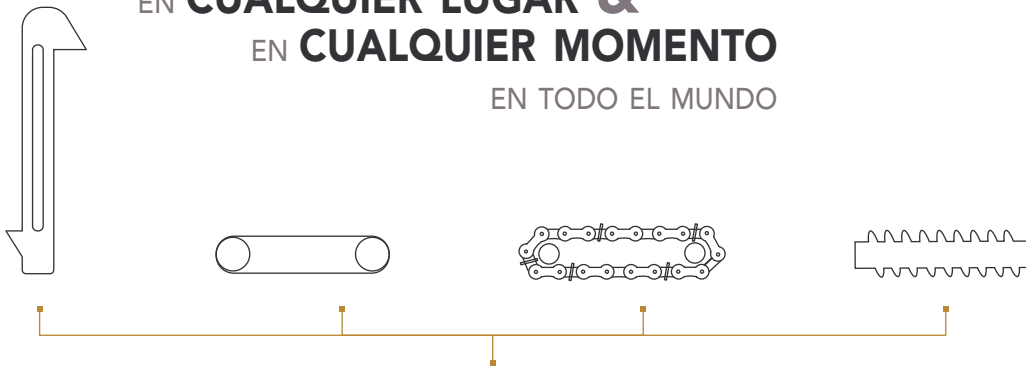 EN CUALQUIER LUGAR &
EN CUALQUIER MOMENTO
EN TODO EL MUNDO